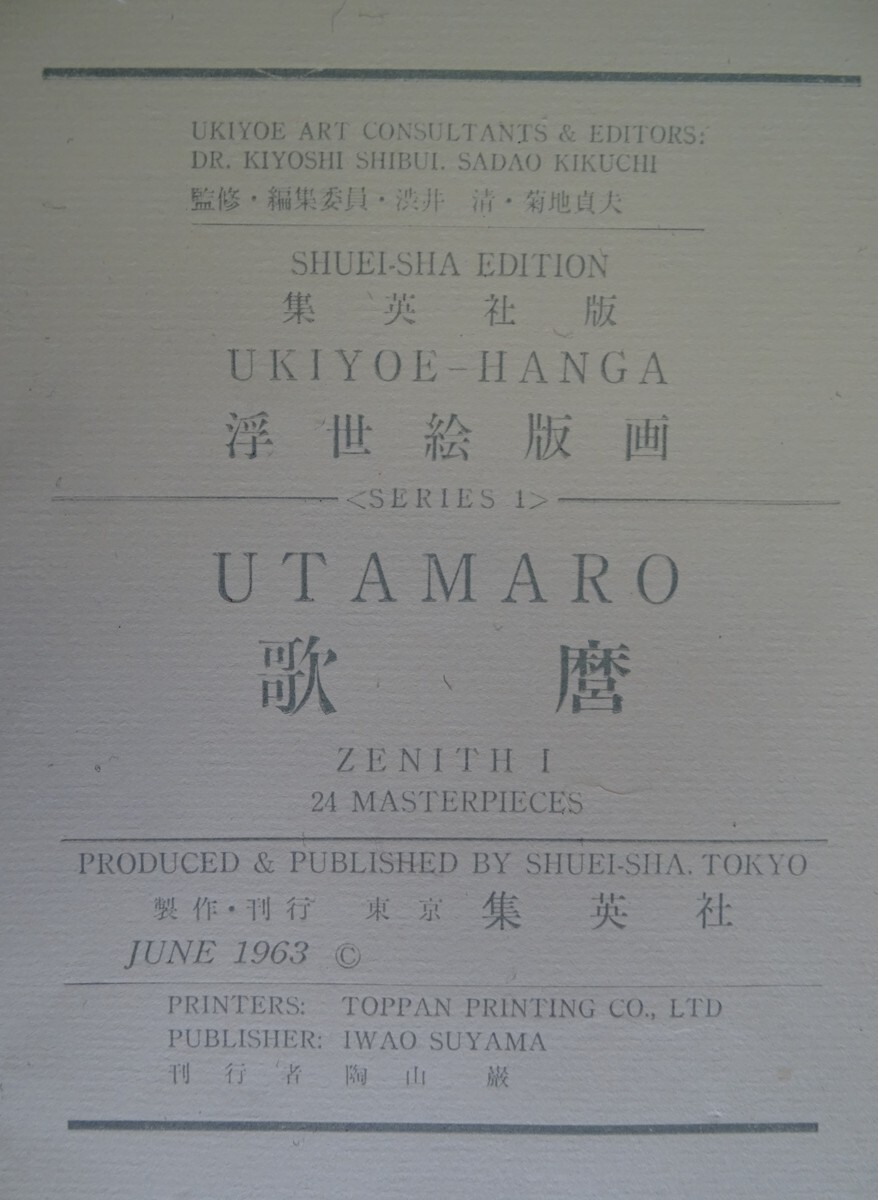 UKIYOE ART CONSULTANTS & EDITORS:
DR. KIYOSHI SHIBUI. SADAO KIKUCHI
監修・編集委員・渋井 清・菊地貞夫
SHUEI-SHA EDITION
集英社版
UKIYOE-HANGA
浮世絵版画
<SERIES 1>
UTAMARO
歌麿
ZENITH I
24 MASTERPIECES
PRODUCED & PUBLISHED BY SHUEI-SHA. TOKYO
製作・刊行 東京 集英社
JUNE 1963 ©
PRINTERS: TOPPAN PRINTING CO., LTD
PUBLISHER: IWAO SUYAMA
刊行者 陶山 巌